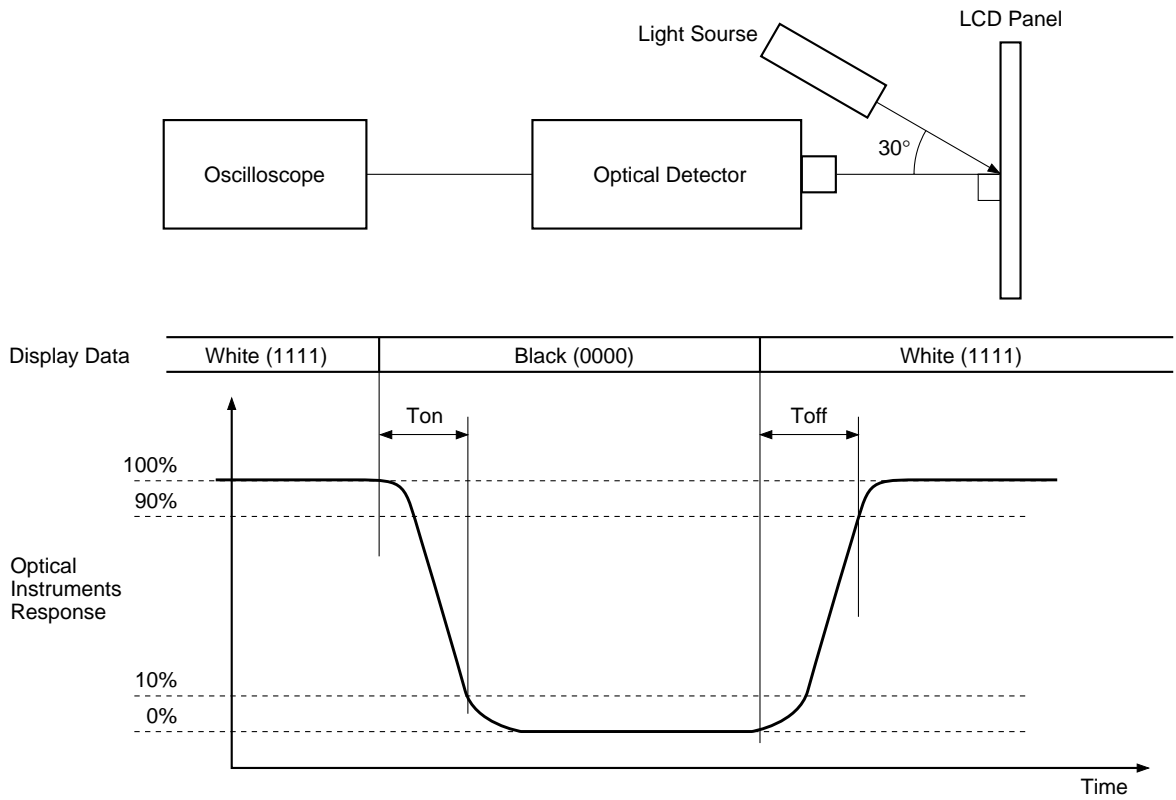 LCD Panel
Light Sourse
30°
Oscilloscope
Optical Detector
Display Data
White (1111)
Black (0000)
White (1111)
Ton
Toff
100%
90%
Optical
Instruments
Response
10%
0%
Time